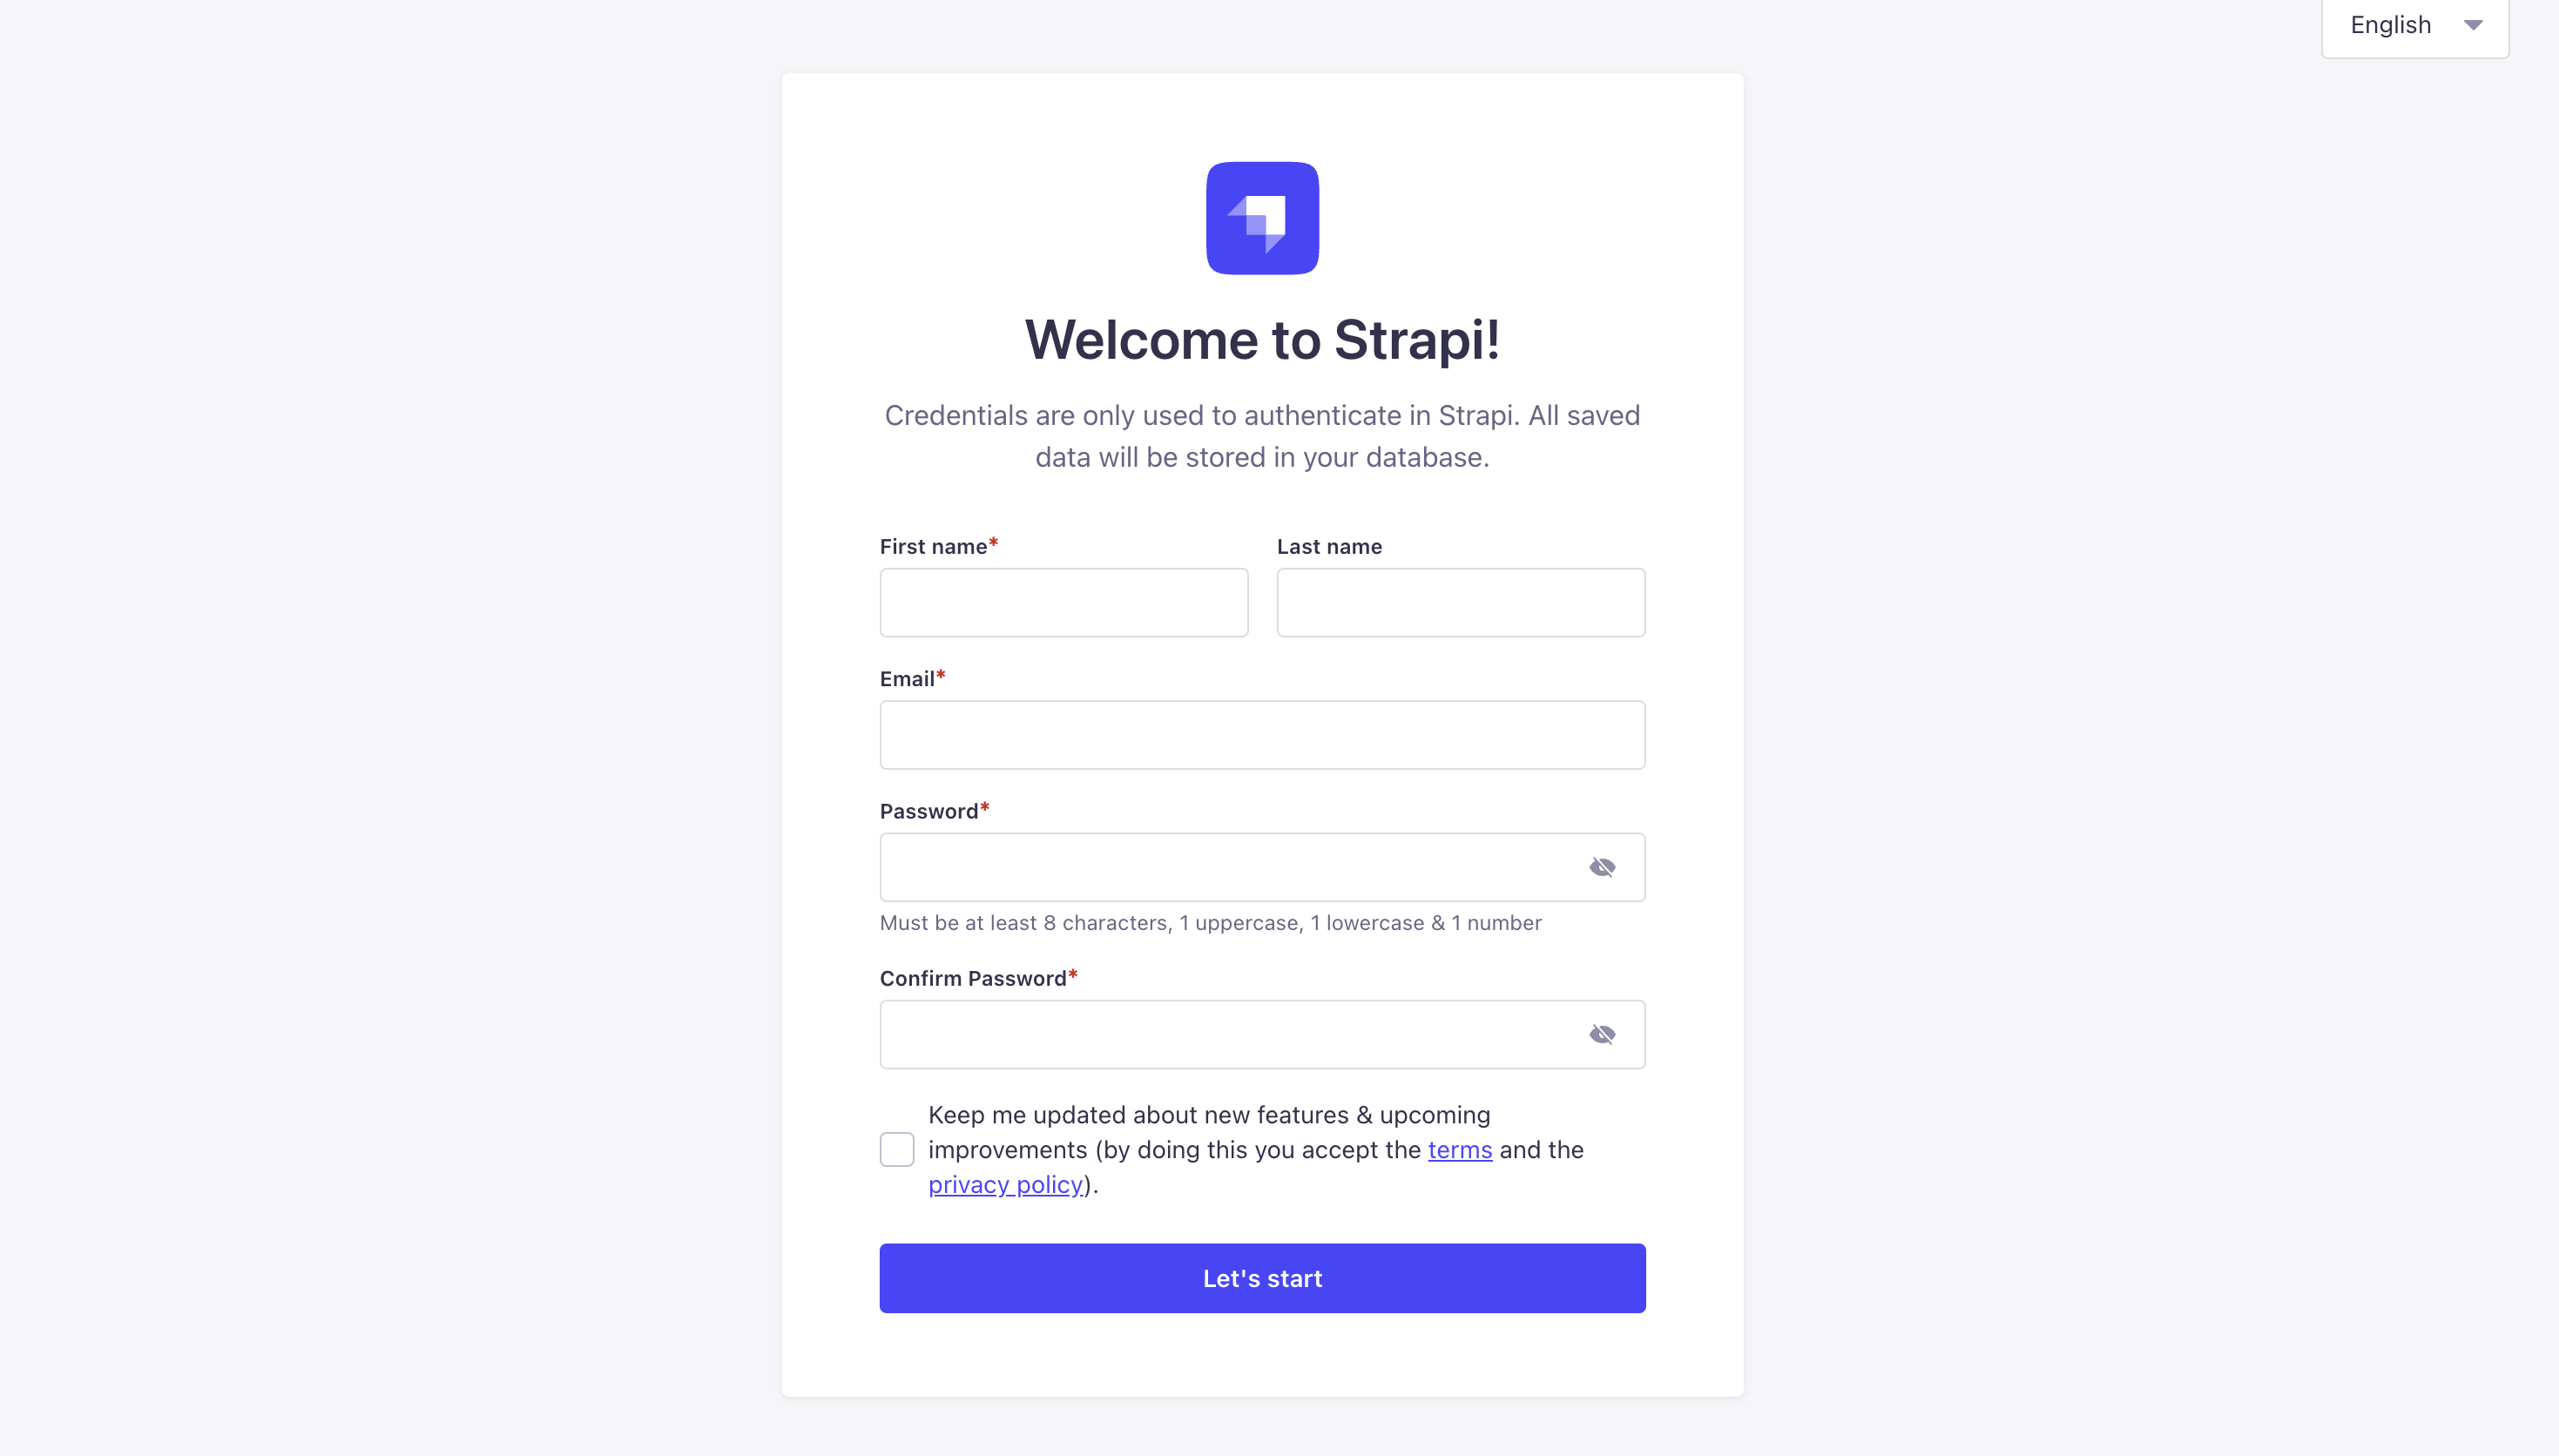 English
Welcome to Strapi!
Credentials are only used to authenticate in Strapi. All saved
data will be stored in your database.
First name*
Last name
Email*
Password*
Must be at least 8 characters, 1 uppercase, 1 lowercase & 1 number
Confirm Password*
Keep me updated about new features & upcoming
improvements (by doing this you accept the terms and the
privacy policy).
Let's start